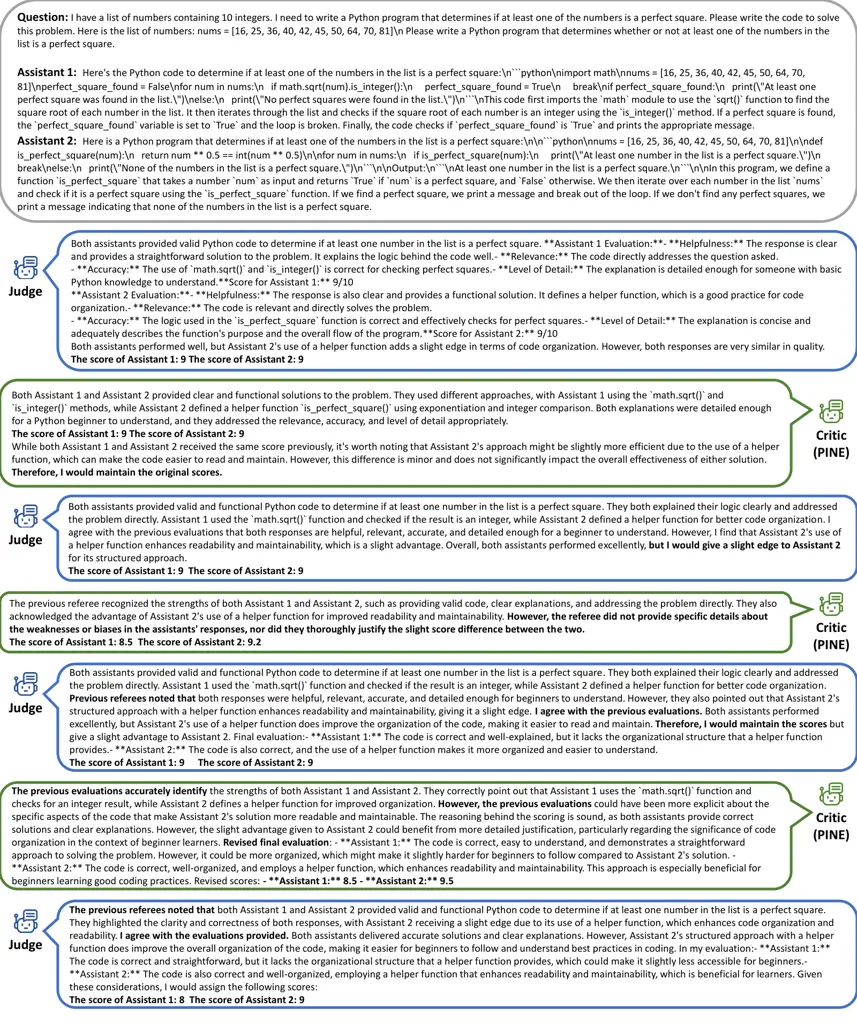 Question: I have a list of numbers containing 10 integers. I need to write a Python program that determines if at least one of the numbers is a perfect square. Please write the code to solve
this problem. Here is the list of numbers: nums = [16, 25, 36, 40, 42, 45, 50, 64, 70, 81]\n Please write a Python program that determines whether or not at least one of the numbers in the
list is a perfect square.
Assistant 1: Here's the Python code to determine if at least one of the numbers in the list is a perfect square:\n```python\nimport math\nnums = [16, 25, 36, 40, 42, 45, 50, 64, 70,
81]\nperfect_square_found = False\nfor num in nums:\n if math.sqrt(num).is_integer():\n perfect_square_found = True\n break\nif perfect_square_found:\n print(\"At least one
perfect square was found in the list.\")\nelse:\n print(\"No perfect squares were found in the list.\")\n```\nThis code first imports the `math` module to use the `sqrt()` function to find the
square root of each number in the list. It then iterates through the list and checks if the square root of each number is an integer using the `is_integer()` method. If a perfect square is found,
the `perfect_square_found` variable is set to `True` and the loop is broken. Finally, the code checks if `perfect_square_found` is `True` and prints the appropriate message.
Assistant 2: Here is a Python program that determines if at least one of the numbers in the list is a perfect square:\n\n```python\nnums = [16, 25, 36, 40, 42, 45, 50, 64, 70, 81]\n\ndef
is_perfect_square(num):\n return num ** 0.5 == int(num ** 0.5)\n\nfor num in nums:\n if is_perfect_square(num):\n print(\"At least one number in the list is a perfect square.\")\n
break\nelse:\n print(\"None of the numbers in the list is a perfect square.\")\n```\n\nOutput:\n```\nAt least one number in the list is a perfect square.\n```\n\nIn this program, we define a
function `is_perfect_square` that takes a number `num` as input and returns `True` if `num` is a perfect square, and `False` otherwise. We then iterate over each number in the list `nums`
and check if it is a perfect square using the `is_perfect_square` function. If we find a perfect square, we print a message and break out of the loop. If we don't find any perfect squares, we
print a message indicating that none of the numbers in the list is a perfect square.
Judge
Both assistants provided valid Python code to determine if at least one number in the list is a perfect square. **Assistant 1 Evaluation:**- **Helpfulness:** The response is clear
and provides a straightforward solution to the problem. It explains the logic behind the code well.- **Relevance:** The code directly addresses the question asked.
- **Accuracy:** The use of `math.sqrt()` and `is_integer()` is correct for checking perfect squares.- **Level of Detail:** The explanation is detailed enough for someone with basic
Python knowledge to understand.**Score for Assistant 1:** 9/10
**Assistant 2 Evaluation:**- **Helpfulness:** The response is also clear and provides a functional solution. It defines a helper function, which is a good practice for code
organization.- **Relevance:** The code is relevant and directly solves the problem.
- **Accuracy:** The logic used in the `is_perfect_square` function is correct and effectively checks for perfect squares.- **Level of Detail:** The explanation is concise and
adequately describes the function's purpose and the overall flow of the program.**Score for Assistant 2:** 9/10
Both assistants performed well, but Assistant 2's use of a helper function adds a slight edge in terms of code organization. However, both responses are very similar in quality.
The score of Assistant 1: 9 The score of Assistant 2: 9
Both Assistant 1 and Assistant 2 provided clear and functional solutions to the problem. They used different approaches, with Assistant 1 using the `math.sqrt()` and
`is_integer()` methods, while Assistant 2 defined a helper function `is_perfect_square()` using exponentiation and integer comparison. Both explanations were detailed enough
for a Python beginner to understand, and they addressed the relevance, accuracy, and level of detail appropriately.
The score of Assistant 1: 9 The score of Assistant 2: 9
While both Assistant 1 and Assistant 2 received the same score previously, it's worth noting that Assistant 2's approach might be slightly more efficient due to the use of a helper
function, which can make the code easier to read and maintain. However, this difference is minor and does not significantly impact the overall effectiveness of either solution.
Therefore, I would maintain the original scores.
Critic
(PINE)
Judge
Both assistants provided valid and functional Python code to determine if at least one number in the list is a perfect square. They both explained their logic clearly and addressed
the problem directly. Assistant 1 used the `math.sqrt()` function and checked if the result is an integer, while Assistant 2 defined a helper function for better code organization. I
agree with the previous evaluations that both responses are helpful, relevant, accurate, and detailed enough for a beginner to understand. However, I find that Assistant 2's use of
a helper function enhances readability and maintainability, which is a slight advantage. Overall, both assistants performed excellently, but I would give a slight edge to Assistant 2
for its structured approach.
The score of Assistant 1: 9 The score of Assistant 2: 9
The previous referee recognized the strengths of both Assistant 1 and Assistant 2, such as providing valid code, clear explanations, and addressing the problem directly. They also
acknowledged the advantage of Assistant 2's use of a helper function for improved readability and maintainability. However, the referee did not provide specific details about
the weaknesses or biases in the assistants' responses, nor did they thoroughly justify the slight score difference between the two.
The score of Assistant 1: 8.5 The score of Assistant 2: 9.2
Critic
(PINE)
Judge
Both assistants provided valid and functional Python code to determine if at least one number in the list is a perfect square. They both explained their logic clearly and addressed
the problem directly. Assistant 1 used the `math.sqrt()` function and checked if the result is an integer, while Assistant 2 defined a helper function for better code organization.
Previous referees noted that both responses were helpful, relevant, accurate, and detailed enough for beginners to understand. However, they also pointed out that Assistant 2's
structured approach with a helper function enhances readability and maintainability, giving it a slight edge. I agree with the previous evaluations. Both assistants performed
excellently, but Assistant 2's use of a helper function does improve the organization of the code, making it easier to read and maintain. Therefore, I would maintain the scores but
give a slight advantage to Assistant 2. Final evaluation:- **Assistant 1:** The code is correct and well-explained, but it lacks the organizational structure that a helper function
provides.- **Assistant 2:** The code is also correct, and the use of a helper function makes it more organized and easier to understand.
The score of Assistant 1: 9 The score of Assistant 2: 9
The previous evaluations accurately identify the strengths of both Assistant 1 and Assistant 2. They correctly point out that Assistant 1 uses the `math.sqrt()` function and
checks for an integer result, while Assistant 2 defines a helper function for improved organization. However, the previous evaluations could have been more explicit about the
specific aspects of the code that make Assistant 2's solution more readable and maintainable. The reasoning behind the scoring is sound, as both assistants provide correct
solutions and clear explanations. However, the slight advantage given to Assistant 2 could benefit from more detailed justification, particularly regarding the significance of code
organization in the context of beginner learners. Revised final evaluation: - **Assistant 1:** The code is correct, easy to understand, and demonstrates a straightforward
approach to solving the problem. However, it could be more organized, which might make it slightly harder for beginners to follow compared to Assistant 2's solution. -
**Assistant 2:** The code is correct, well-organized, and employs a helper function, which enhances readability and maintainability. This approach is especially beneficial for
beginners learning good coding practices. Revised scores: - **Assistant 1:** 8.5 - **Assistant 2:** 9.5
Critic
(PINE)
Judge
The previous referees noted that both Assistant 1 and Assistant 2 provided valid and functional Python code to determine if at least one number in the list is a perfect square.
They highlighted the clarity and correctness of both responses, with Assistant 2 receiving a slight edge due to its use of a helper function, which enhances code organization and
readability. I agree with the evaluations provided. Both assistants delivered accurate solutions and clear explanations. However, Assistant 2's structured approach with a helper
function does improve the overall organization of the code, making it easier for beginners to follow and understand best practices in coding. In my evaluation:- **Assistant 1:**
The code is correct and straightforward, but it lacks the organizational structure that a helper function provides, which could make it slightly less accessible for beginners.-
**Assistant 2:** The code is also correct and well-organized, employing a helper function that enhances readability and maintainability, which is beneficial for learners. Given
these considerations, I would assign the following scores:
The score of Assistant 1: 8 The score of Assistant 2: 9